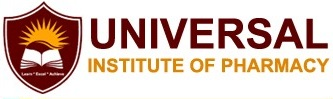 UNIVERSAL
INSTITUTE OF PHARMACY
Learn * Excel * Achieve